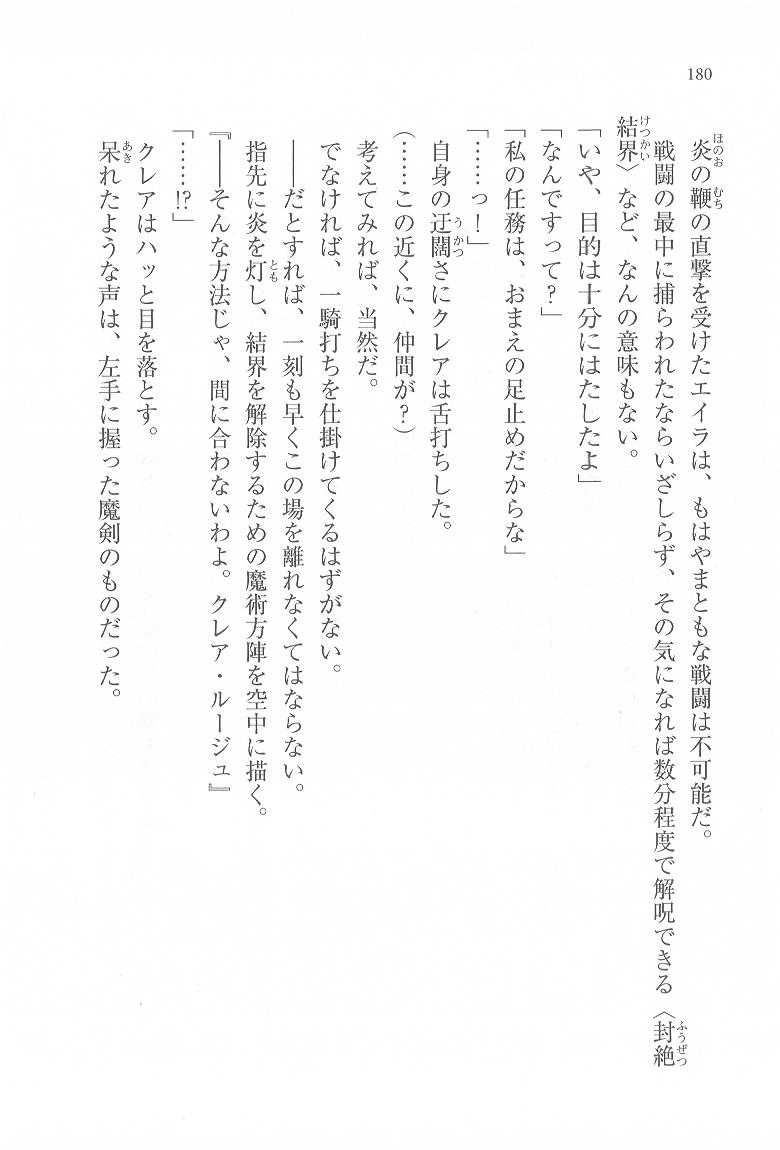 180
炎の鞭の直撃を受けたエイラは、もはやまともな戦闘は不可能だ。
戦闘の最中に捕らわれたならいざしらず、その気になれば数分程度で解呪できる〈封絶
結界〉など、なんの意味もない。
「いや、目的は十分にはたしたよ」
「なんですって？」
「私の任務は、おまえの足止めだからな」
「……っ！」
自身の迂闊さにクレアは舌打ちした。
（……この近くに、仲間が？）
考えてみれば、当然だ。
でなければ、一騎打ちを仕掛けてくるはずがない。
――だとすれば、一刻も早くこの場を離れなくてはならない。
指先に炎を灯し、結界を解除するための魔術方陣を空中に描く。
『――そんな方法じゃ、間に合わないわよ。クレア・ルージュ』
「……!?」
クレアはハッと目を落とす。
呆れたような声は、左手に握った魔剣のものだった。